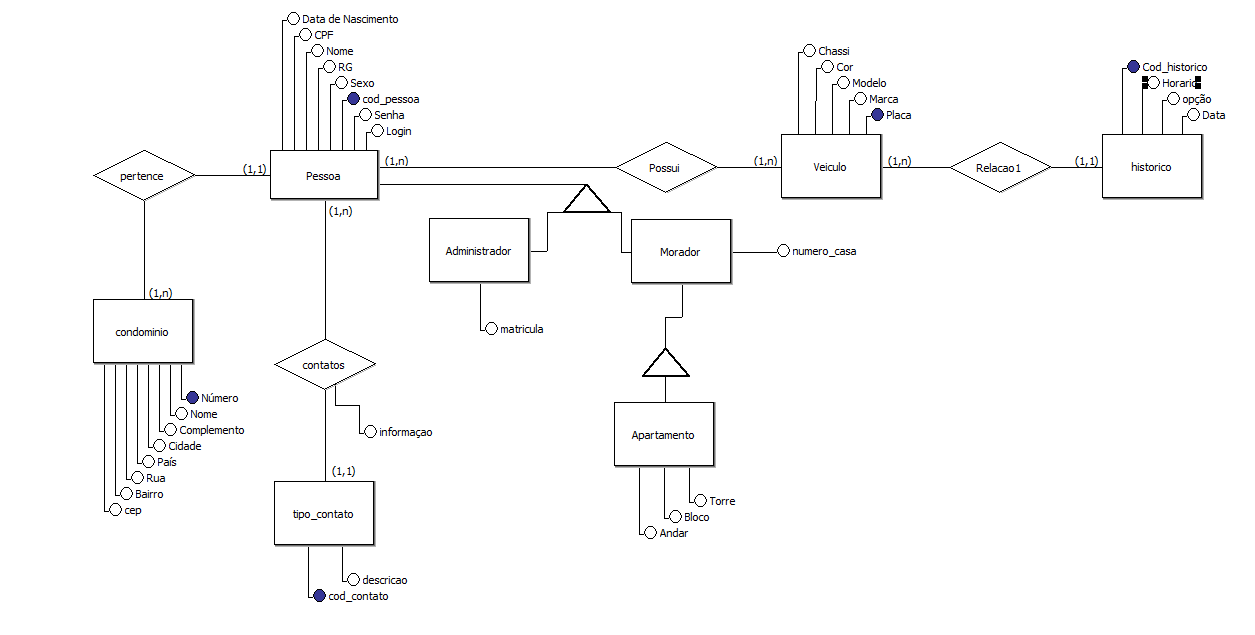 Data de Nascimento
CPF
Nome
RG
Sexo
cod_pessoa
Senha
Login
Chassi
Cor
Modelo
Marca
Placa
Cod_historico
Horario
opção
Data
pertence
(1,1)
Pessoa
(1,n)
Possui
(1,n)
Veiculo
(1,n)
Relacao1
(1,1)
historico
(1,n)
Administrador
Morador
numero_casa
(1,n)
condominio
matricula
contatos
Número
Nome
Complemento
Cidade
País
Rua
Bairro
cep
informaçao
Apartamento
(1,1)
tipo_contato
Torre
Bloco
Andar
descricao
cod_contato